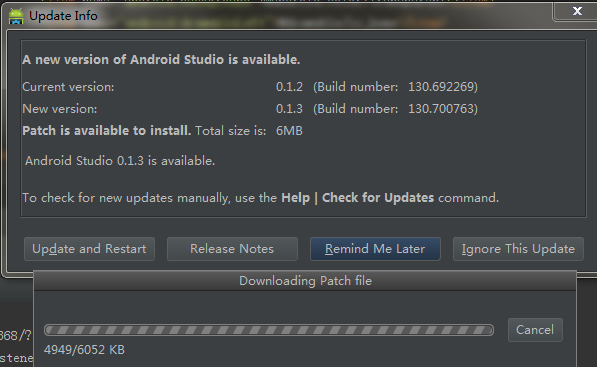 Update Info
A new version of Android Studio is available.
Current version: 0.1.2 (Build number: 130.692269)
New version: 0.1.3 (Build number: 130.700763)
Patch is available to install. Total size is: 6MB
Android Studio 0.1.3 is available.
To check for new updates manually, use the Help | Check for Updates command.
Update and Restart Release Notes Remind Me Later Ignore This Update
Downloading Patch file
Cancel
4949/6052 KB